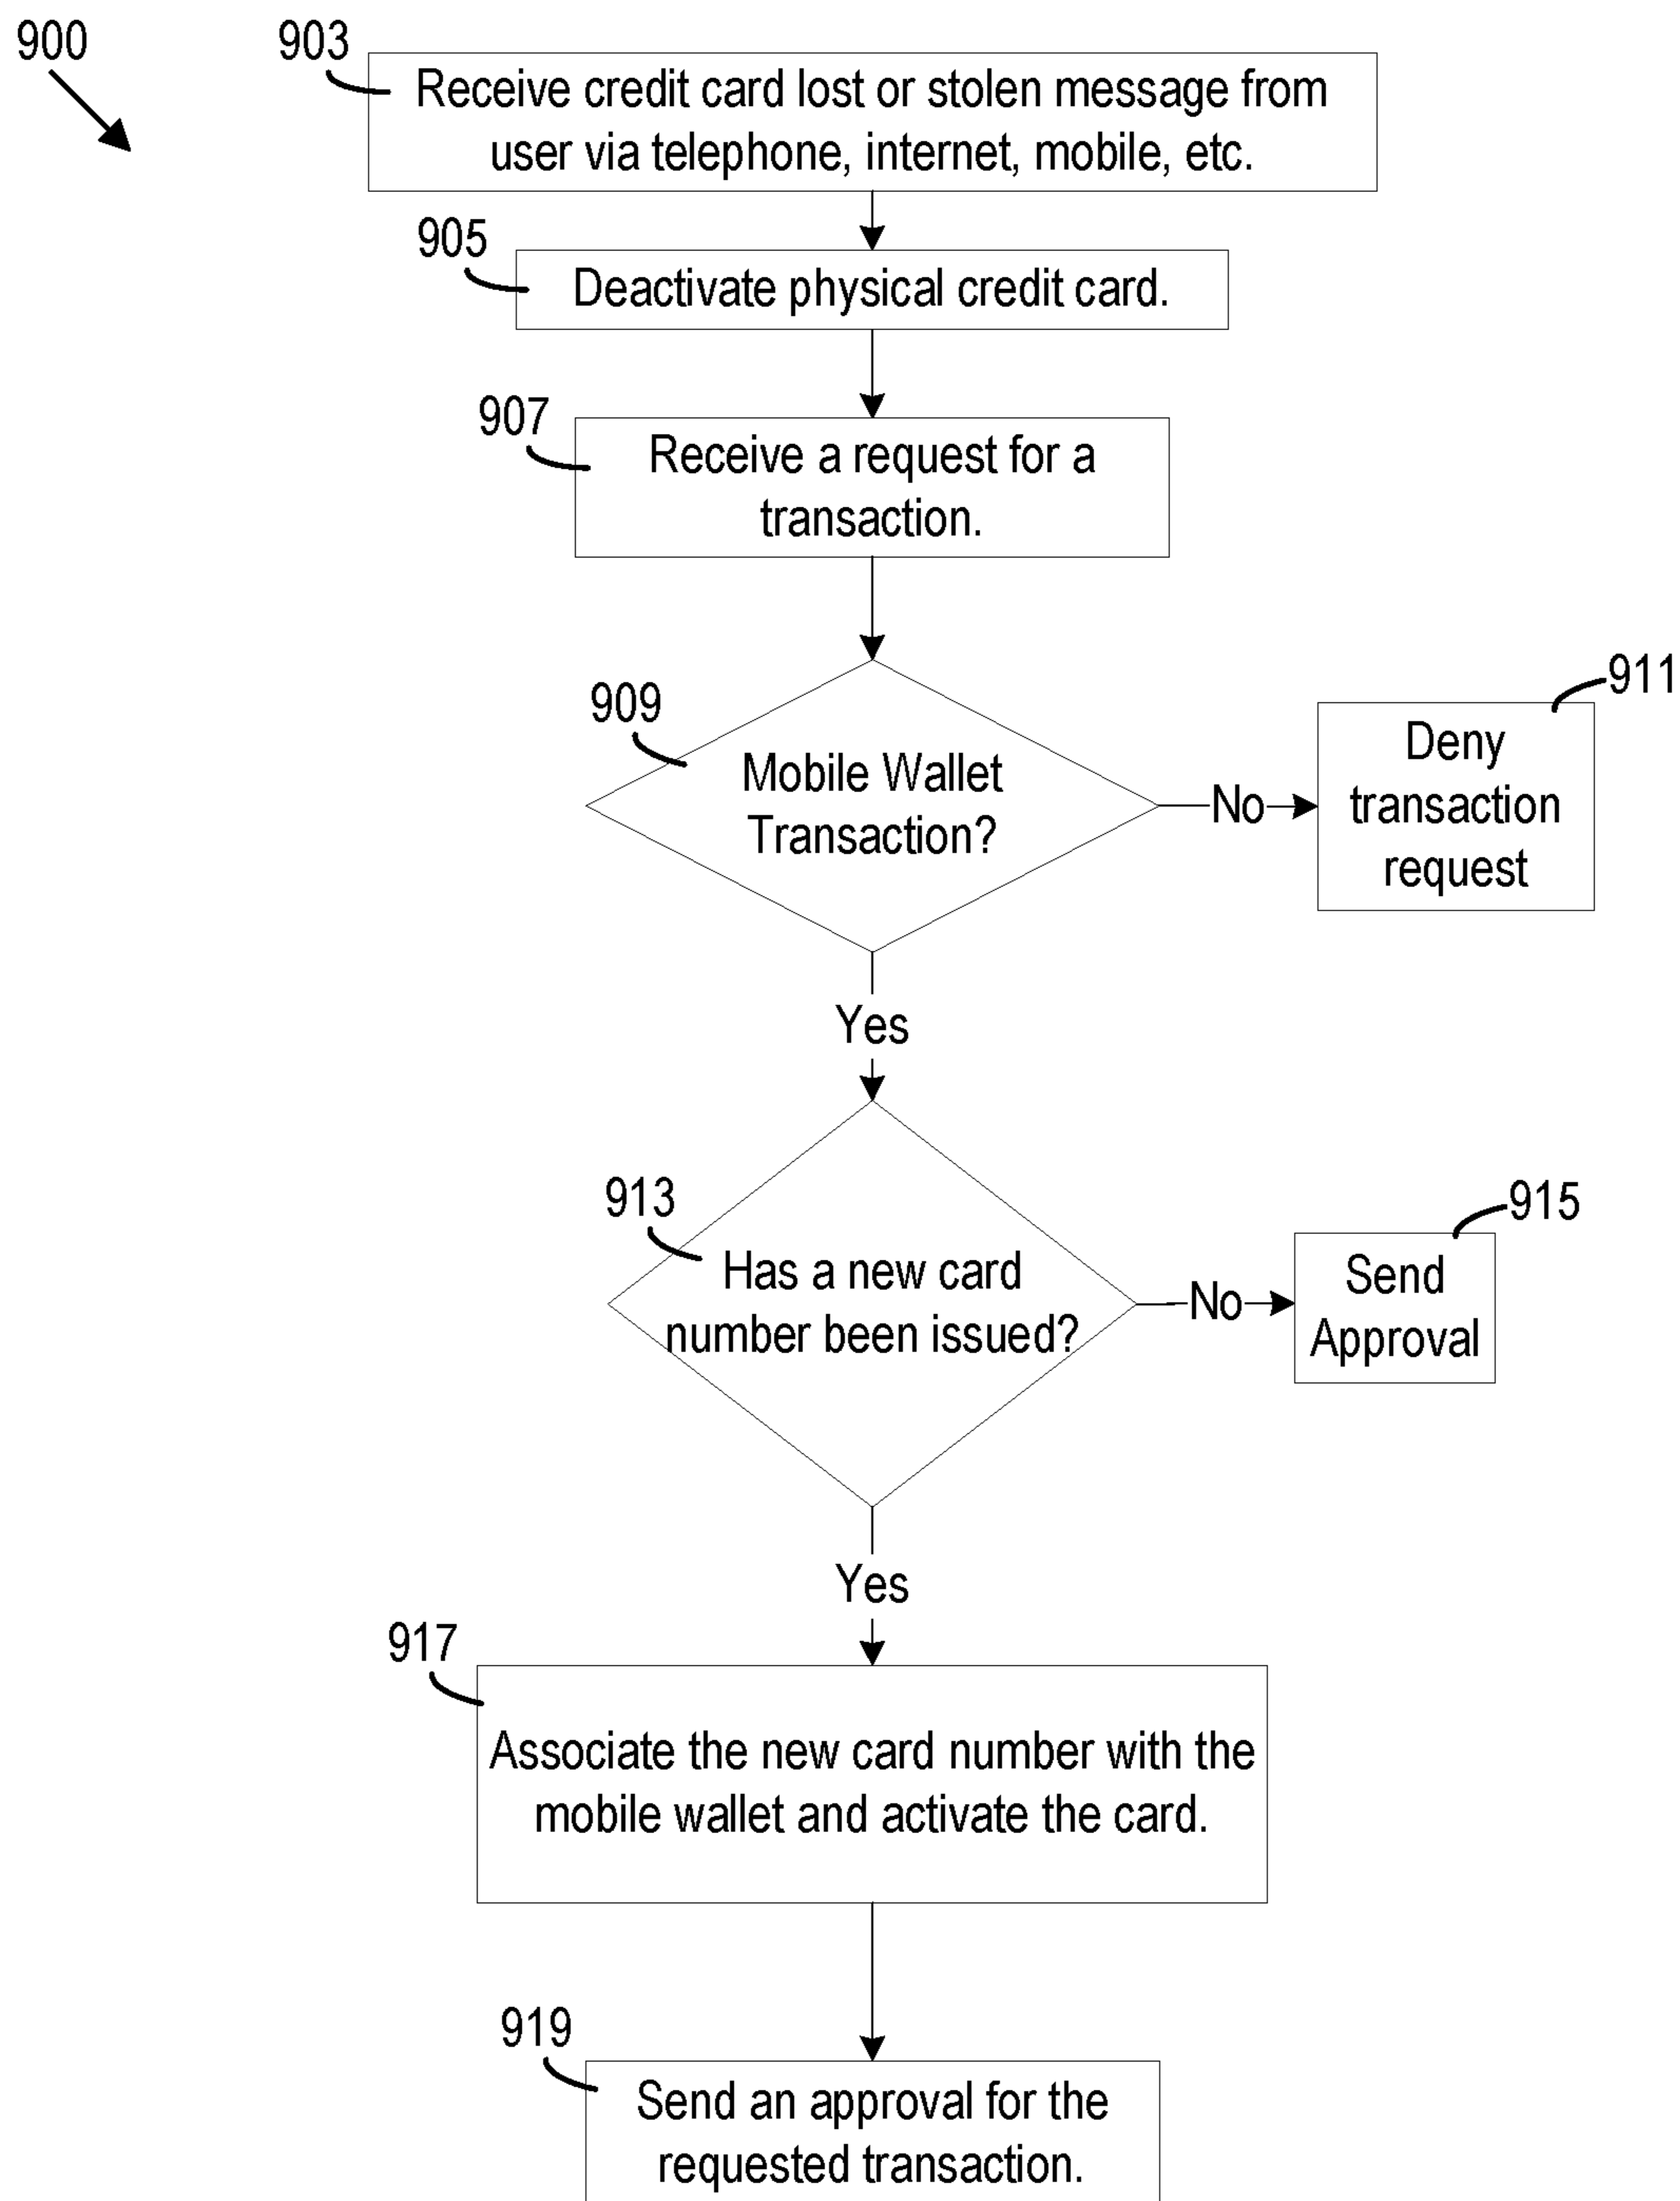 900
903
Receive credit card lost or stolen message from
user via telephone, internet, mobile, etc.
905
Deactivate physical credit card.
907
Receive a request for a
transaction.
909
Mobile Wallet
Transaction?
No
911
Deny
transaction
request
Yes
913
Has a new card
number been issued?
No
915
Send
Approval
Yes
917
Associate the new card number with the
mobile wallet and activate the card.
919
Send an approval for the
requested transaction.